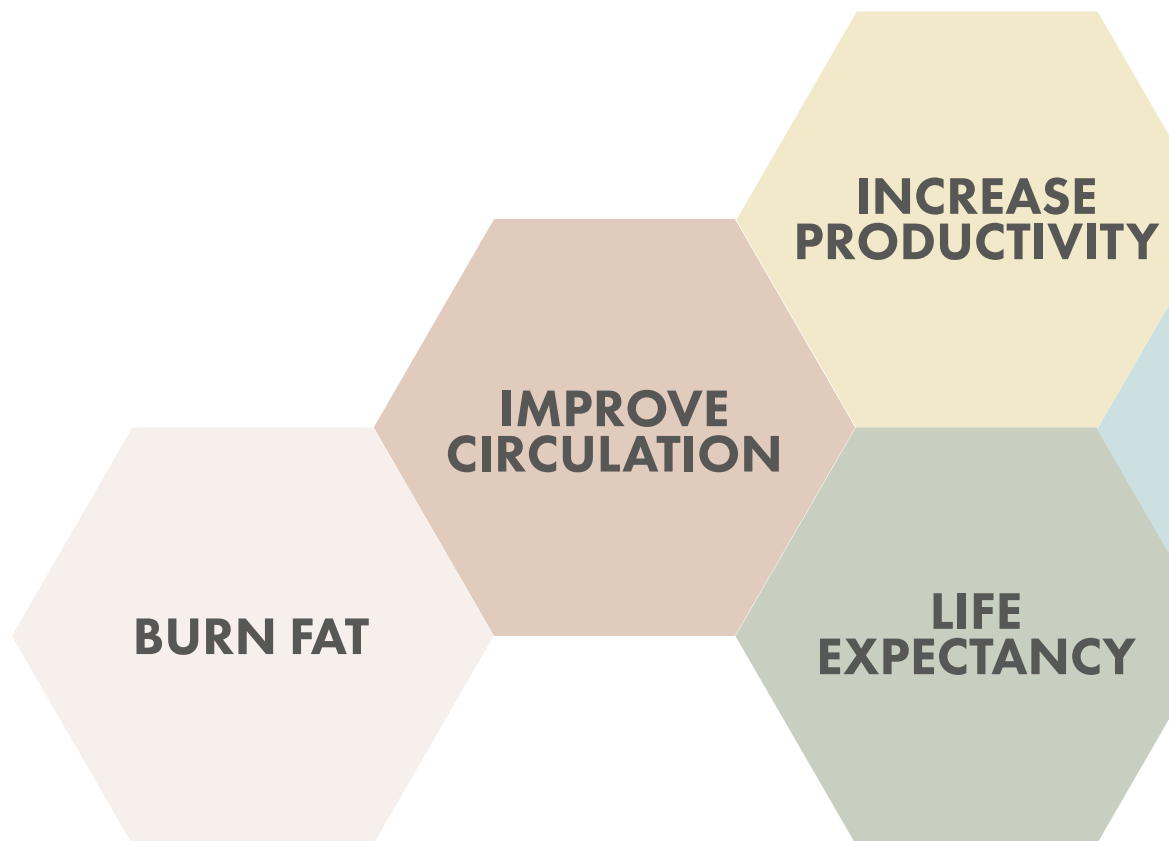 INCREASE
PRODUCTIVITY
IMPROVE
CIRCULATION
BURN FAT
LIFE
EXPECTANCY